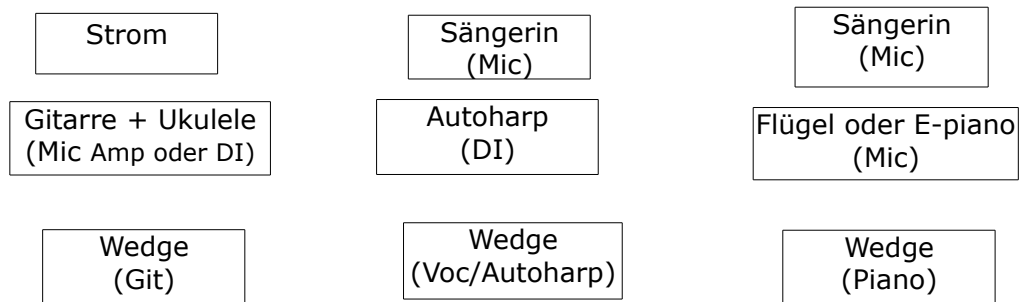 Strom
Sängerin
(Mic)
Sängerin
(Mic)
Gitarre + Ukulele
(Mic Amp oder DI)
Autoharp
(DI)
Flügel oder E-piano
(Mic)
Wedge
(Git)
Wedge
(Voc/Autoharp)
Wedge
(Piano)